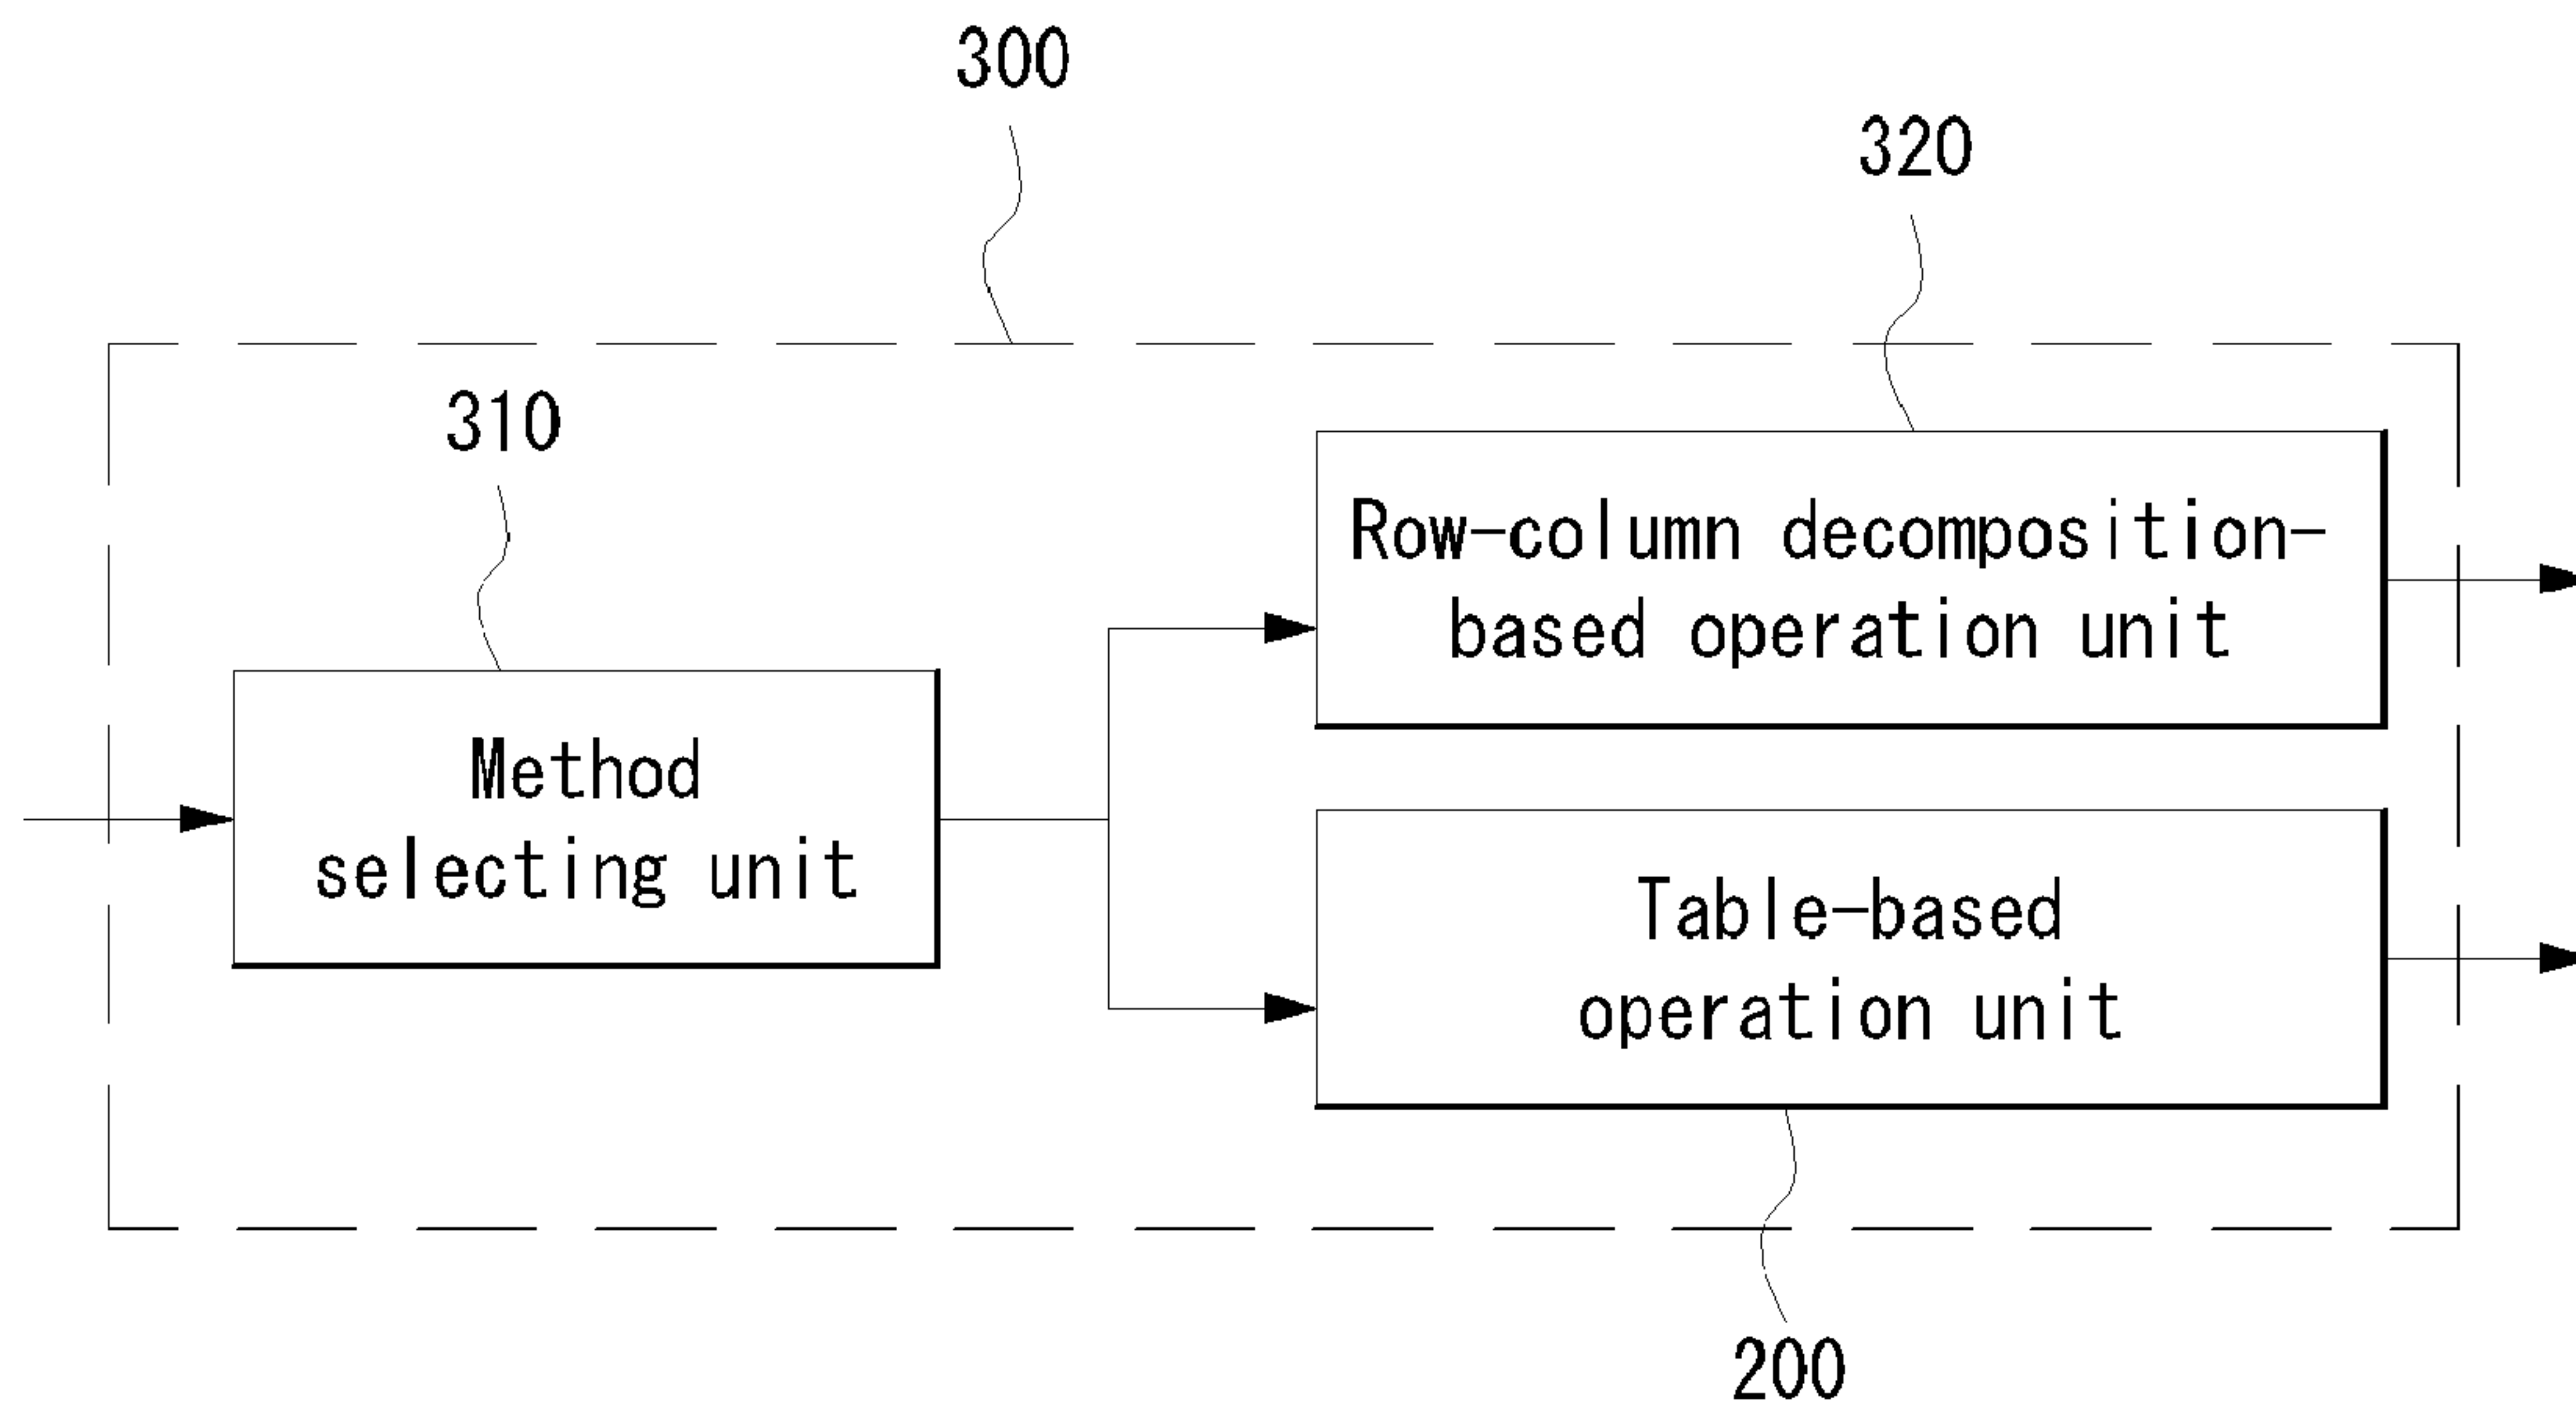 300
320
310
Row-column decomposition-
based operation unit
Method
selecting unit
Table-based
operation unit
200